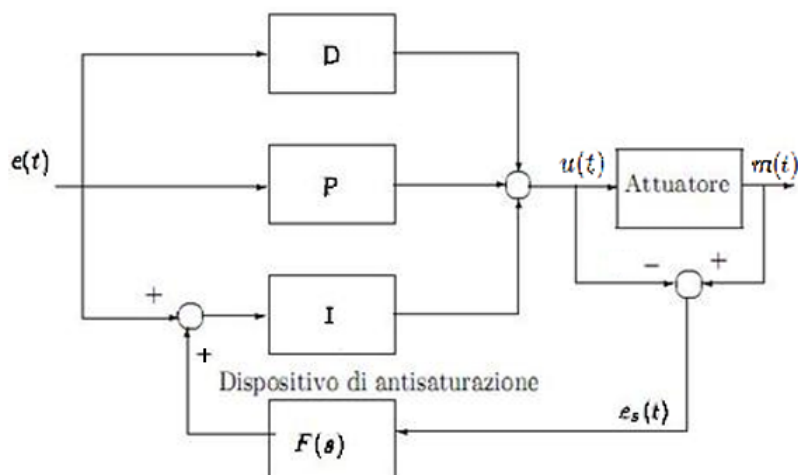 D
e(t)
P
u(t)
Attuatore
m(t)
−
+
+
I
+
Dispositivo di antisaturazione
e_s(t)
F(s)